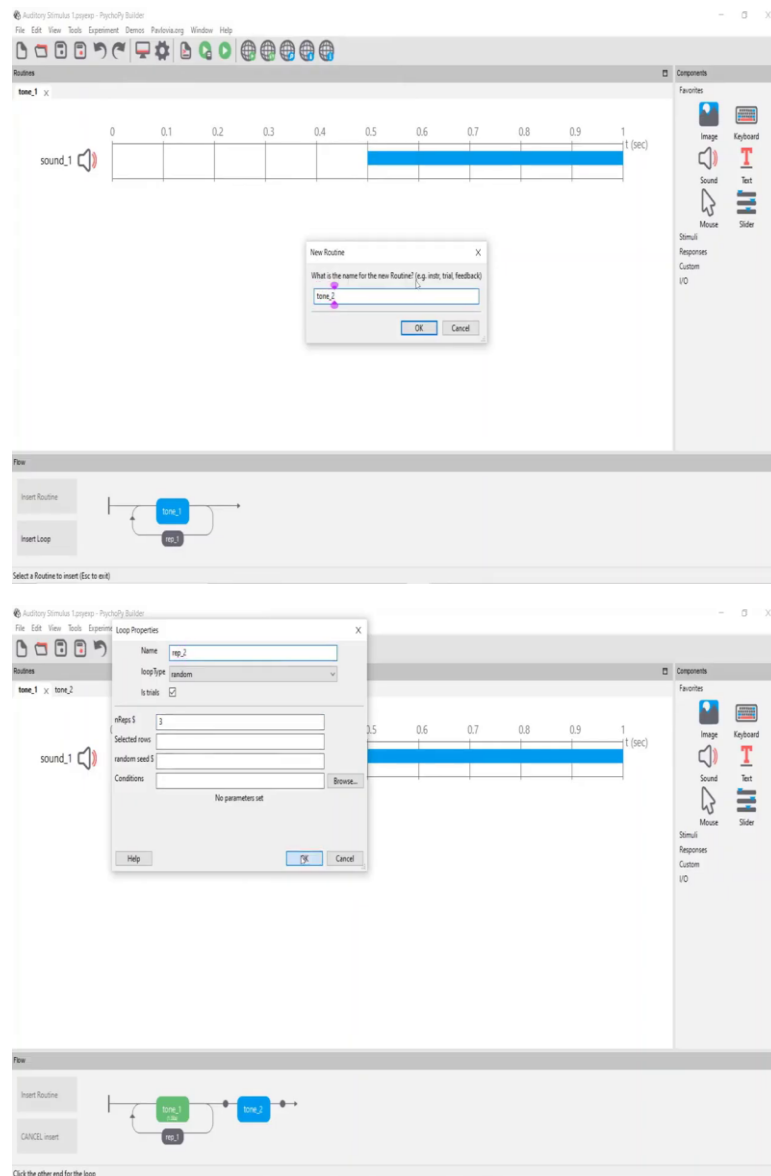 Auditory Stimulus 1.psyexp - PsychoPy Builder
File Edit View Tools Experiment Demos Pavlovia.org Window Help
Routines
Components
tone_1 x
Favorites
0 0.1 0.2 0.3 0.4 0.5 0.6 0.7 0.8 0.9 1
t (sec)
sound_1
Image Keyboard
Sound Text
Mouse Slider
Stimuli
Responses
Custom
I/O
New Routine X
What is the name for the new Routine? (e.g. instr, trial, feedback)
tone_2
OK Cancel
Flow
Insert Routine
tone_1
Insert Loop
rep_1
Select a Routine to insert (Esc to exit)
Auditory Stimulus 1.psyexp - PsychoPy Builder
File Edit View Tools Experime
Loop Properties X
Name rep_2
loopType random
Is trials
Routines
Components
tone_1 x tone_2
Favorites
nReps $ 3
Selected rows
random seed $
Conditions Browse...
No parameters set
Help OK Cancel
0.5 0.6 0.7 0.8 0.9 1
t (sec)
sound_1
Image Keyboard
Sound Text
Mouse Slider
Stimuli
Responses
Custom
I/O
Flow
Insert Routine
tone_1
tone_2
CANCEL insert
rep_1
Click the other end for the loop